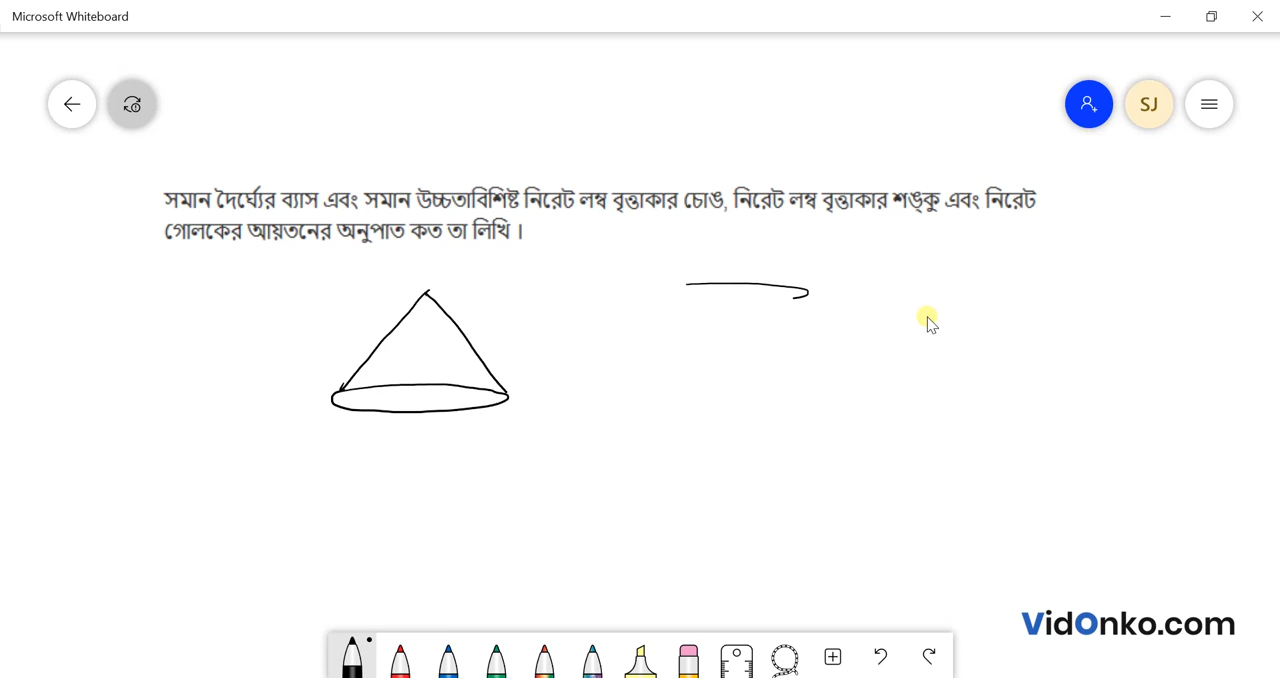 Microsoft Whiteboard
SJ
সমান দৈর্ঘ্যের ব্যাস এবং সমান উচ্চতাবিশিষ্ট নিরেট লম্ব বৃত্তাকার চোঙ, নিরেট লম্ব বৃত্তাকার শঙ্কু এবং নিরেট
গোলকের আয়তনের অনুপাত কত তা লিখি ।
VidOnko.com